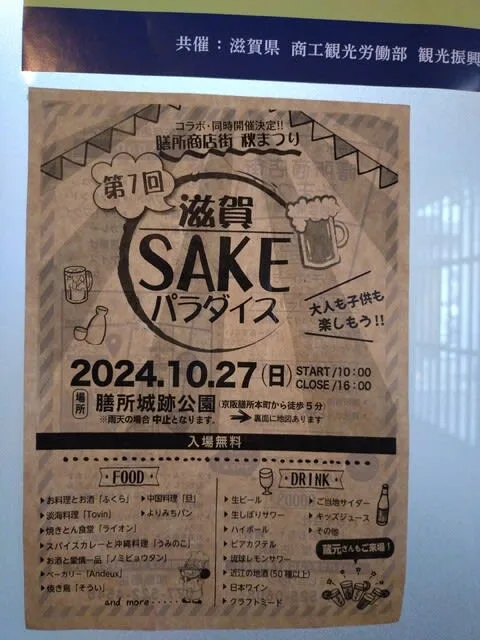 共催：滋賀県 商工観光労働部 観光振興
コラボ・同時開催決定!!
膳所商店街 秋まつり
第7回
滋賀
SAKE
パラダイス
大人も子供も
楽しもう!!
2024.10.27(日) START/10:00
CLOSE/16:00
場所 膳所城跡公園 (京阪膳所本町から徒歩5分)
※雨天の場合 中止となります。 裏面に地図あります
入場無料
FOOD
▶お料理とお酒「ふくら」 ▶中国料理「旦」
▶淡海料理「Tovin」 ▶よりみちパン
▶焼きとん食堂「ライオン」
▶スパイスカレーと沖縄料理「うみのこ」
▶お酒と愛情一品「ノミビョウタン」
▶ベーカリー「Andeux」
▶焼き鳥「そうい」
and more・・・・・
DRINK
▶生ビール ▶ご当地サイダー
▶生しぼりサワー ▶キッズジュース
▶ハイボール ▶その他
▶ビアカクテル
▶琉球レモンサワー
▶近江の地酒(50種以上)
▶日本ワイン
▶クラフトミード
蔵元さんもご来場!